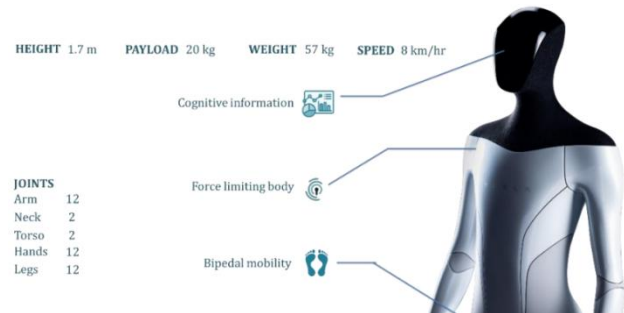 HEIGHT 1.7 m PAYLOAD 20 kg WEIGHT 57 kg SPEED 8 km/hr
Cognitive information
Force limiting body
JOINTS
Arm 12
Neck 2
Torso 2
Hands 12
Legs 12
Bipedal mobility